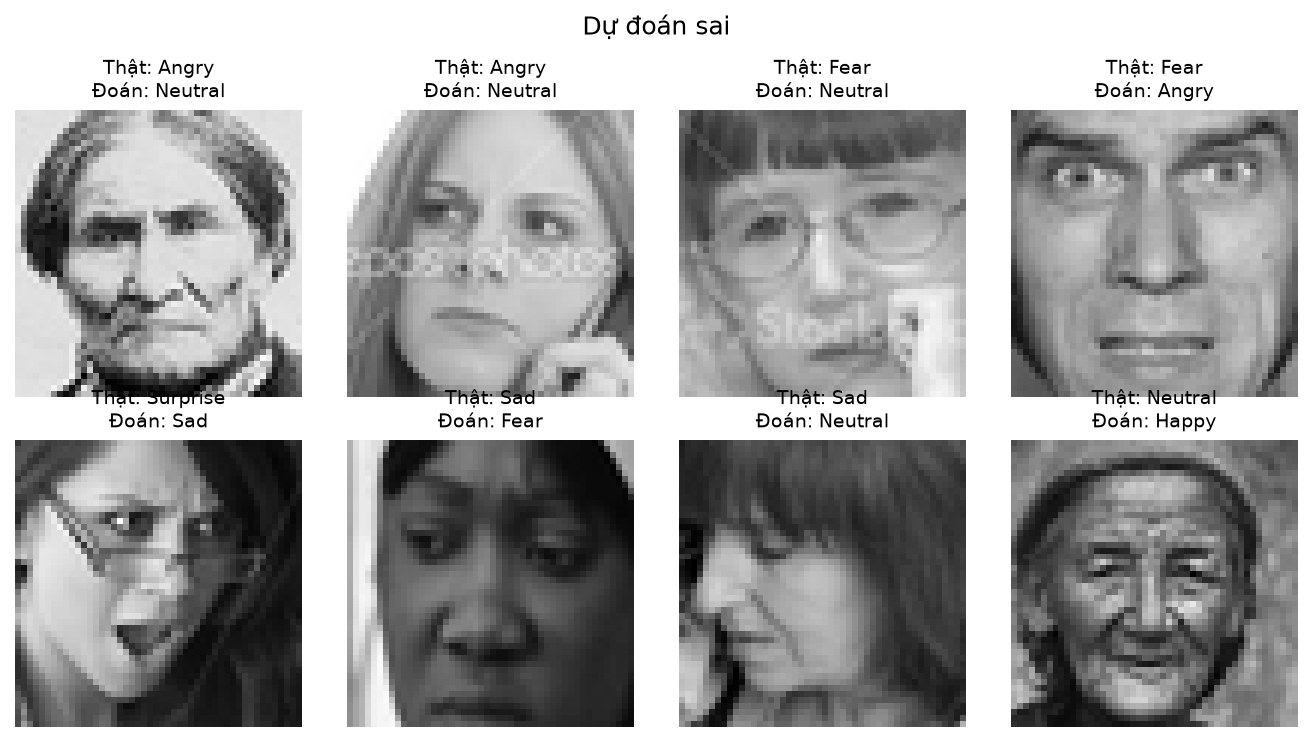 Dự đoán sai
Thật: Angry
Đoán: Neutral
Thật: Angry
Đoán: Neutral
Thật: Fear
Đoán: Neutral
Thật: Fear
Đoán: Angry
Thật: Surprise
Đoán: Sad
Thật: Sad
Đoán: Fear
Thật: Sad
Đoán: Neutral
Thật: Neutral
Đoán: Happy